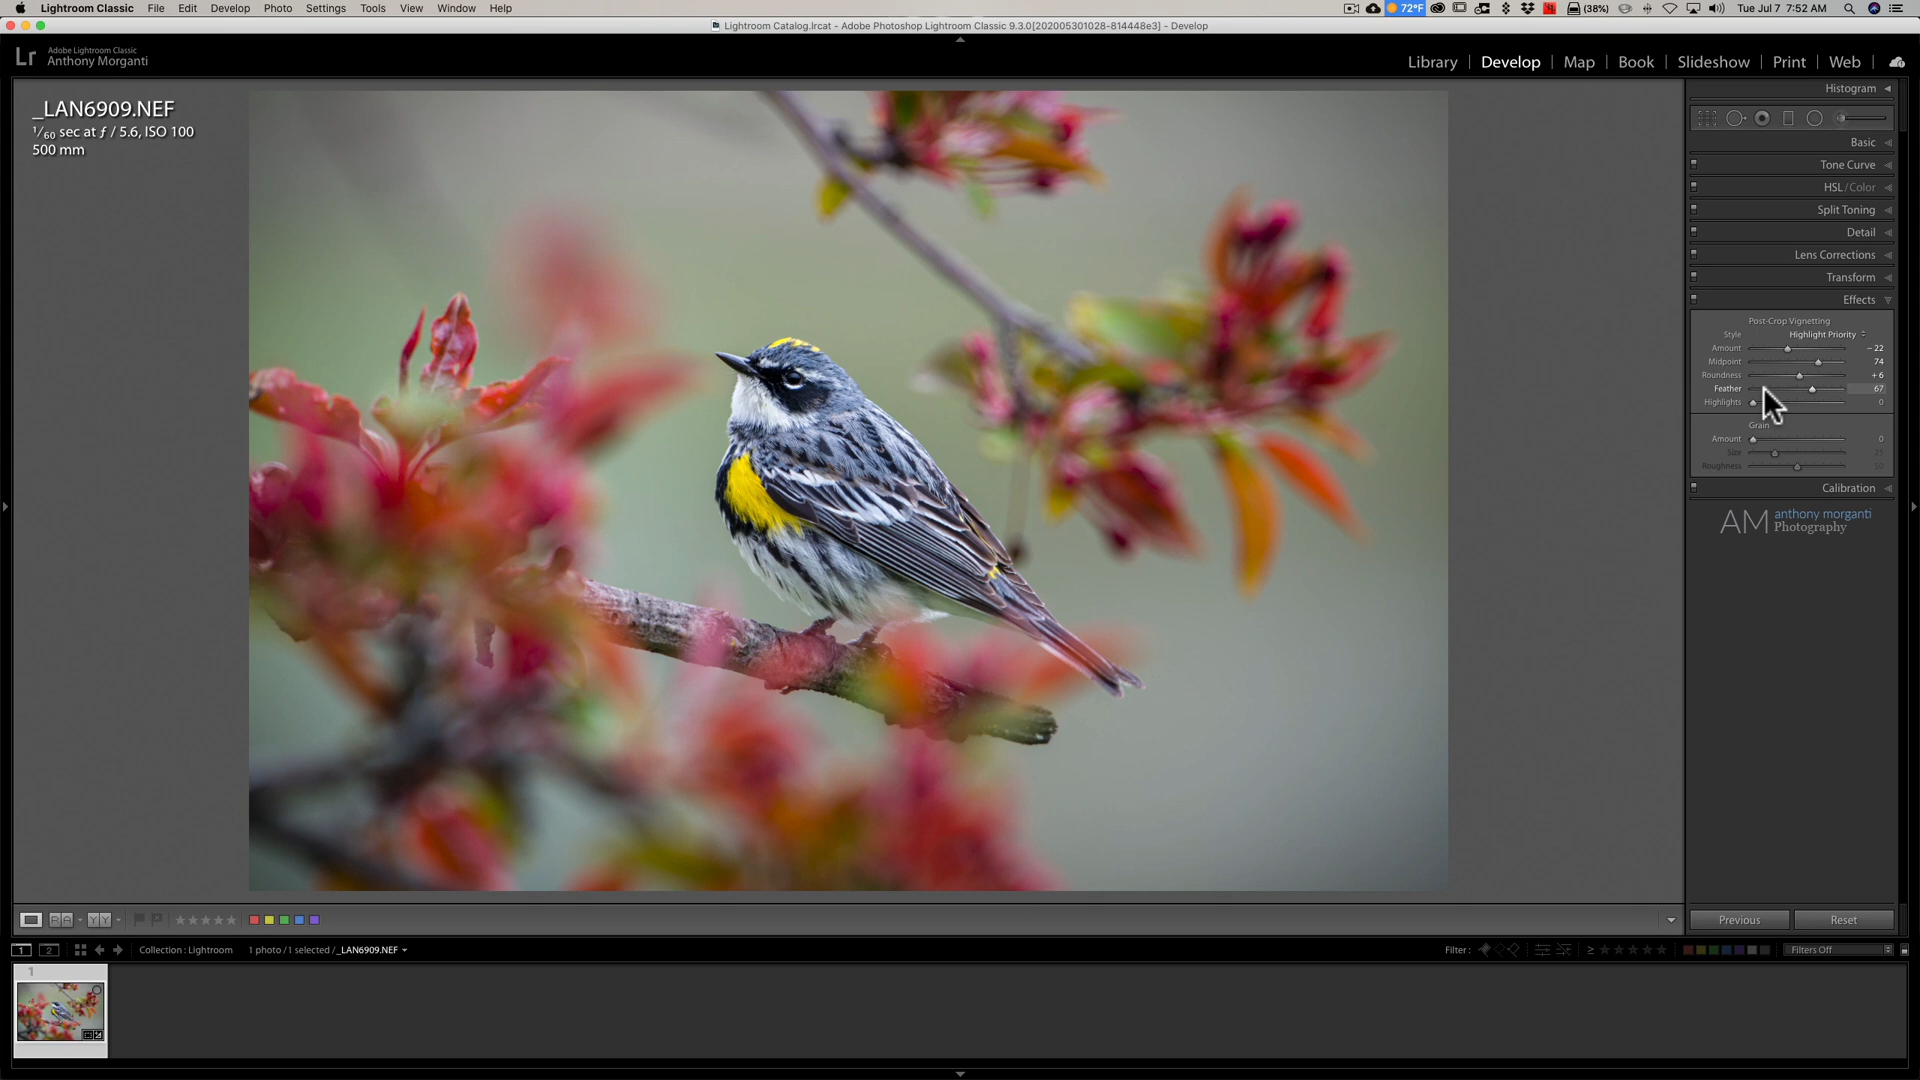 Lightroom Classic File Edit Develop Photo Settings Tools View Window Help
(38%) Tue Jul 7 7:52 AM
72°F
Lightroom Catalog.lrcat - Adobe Photoshop Lightroom Classic 9.3.0[202005301028-814448e3] - Develop
Lr Adobe Lightroom Classic
Anthony Morganti
Library | Develop | Map | Book | Slideshow | Print | Web
_LAN6909.NEF
1/60 sec at ƒ / 5.6, ISO 100
500 mm
Histogram
Basic
Tone Curve
HSL / Color
Split Toning
Detail
Lens Corrections
Transform
Effects
Post-Crop Vignetting
Style Highlight Priority
Amount - 22
Midpoint 74
Roundness + 6
Feather 67
Highlights 0
Grain
Amount 0
Size 25
Roughness 50
Calibration
AM anthony morganti
Photography
Previous Reset
1 2 Collection : Lightroom 1 photo / 1 selected / _LAN6909.NEF Filter : Filters Off
1